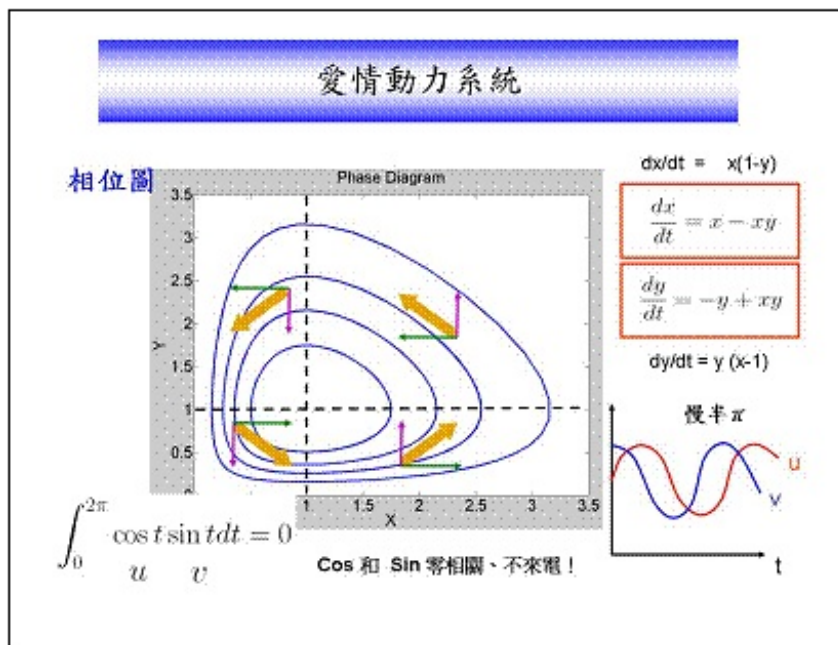 愛情動力系統
相位圖
Phase Diagram
3.5
3
2.5
2
1.5
1
0.5
Y
1
1.5
2
2.5
3
3.5
X
dx/dt = x(1-y)
dx/dt = x − xy
dy/dt = −y + xy
dy/dt = y (x-1)
慢半π
u
v
t
∫₀^{2π} cos t sin t dt = 0
u v
Cos 和 Sin 零相關、不來電！